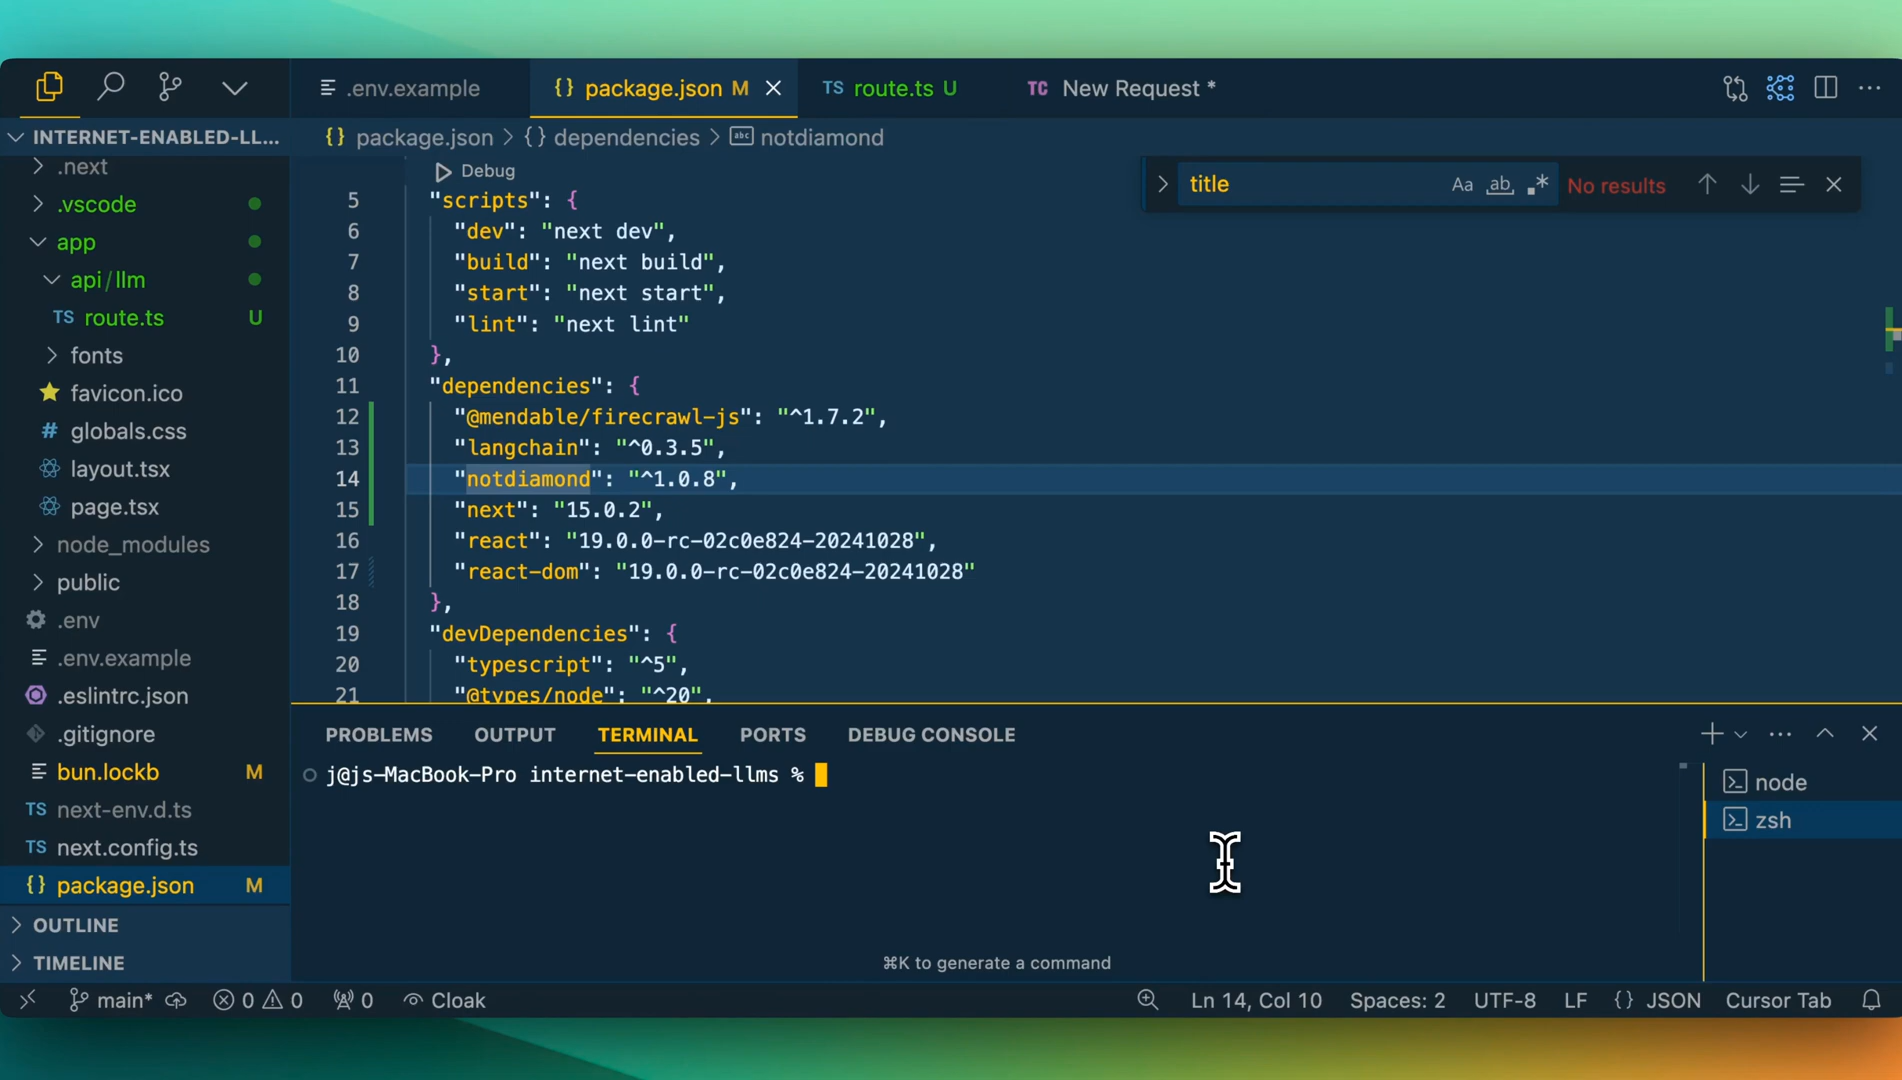 .env.example
{} package.json M
TS route.ts U
TC New Request *
INTERNET-ENABLED-LL...
.next
.vscode
app
api/llm
TS route.ts U
fonts
favicon.ico
# globals.css
layout.tsx
page.tsx
node_modules
public
.env
.env.example
.eslintrc.json
.gitignore
bun.lockb M
TS next-env.d.ts
TS next.config.ts
{} package.json M
OUTLINE
TIMELINE
{} package.json > {} dependencies > abc notdiamond
Debug
title Aa ab .* No results
5 "scripts": {
6 "dev": "next dev",
7 "build": "next build",
8 "start": "next start",
9 "lint": "next lint"
10 },
11 "dependencies": {
12 "@mendable/firecrawl-js": "^1.7.2",
13 "langchain": "^0.3.5",
14 "notdiamond": "^1.0.8",
15 "next": "15.0.2",
16 "react": "19.0.0-rc-02c0e824-20241028",
17 "react-dom": "19.0.0-rc-02c0e824-20241028"
18 },
19 "devDependencies": {
20 "typescript": "^5",
21 "@types/node": "^20",
PROBLEMS OUTPUT TERMINAL PORTS DEBUG CONSOLE
j@js-MacBook-Pro internet-enabled-llms %
node
zsh
⌘K to generate a command
main* 0 0 0 Cloak Ln 14, Col 10 Spaces: 2 UTF-8 LF {} JSON Cursor Tab